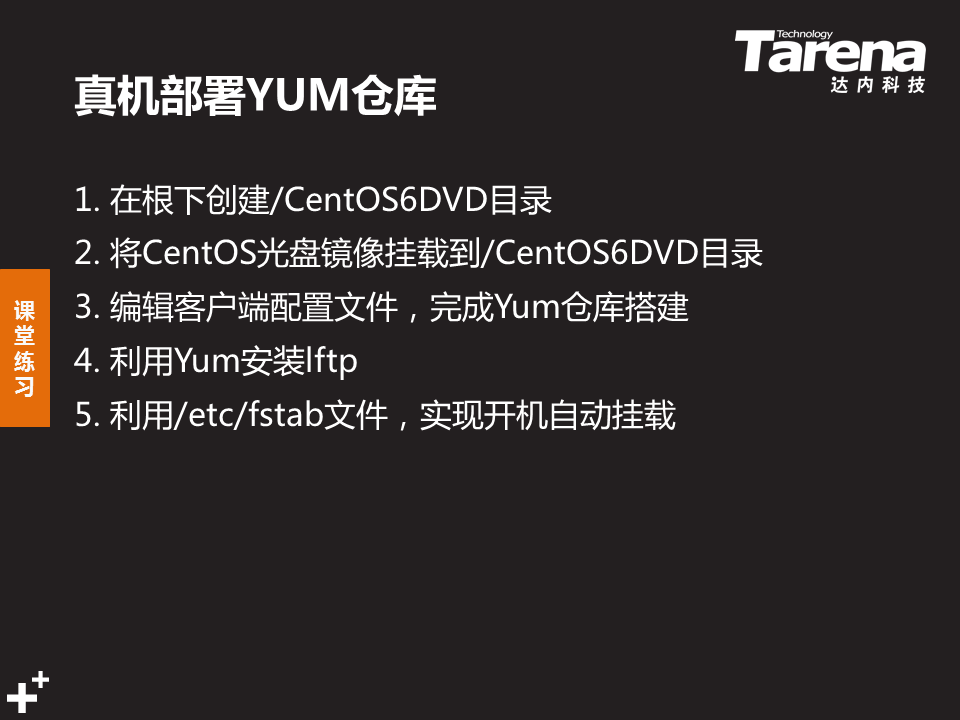 Technology
Tarena
达内科技
真机部署YUM仓库
1. 在根下创建/CentOS6DVD目录
2. 将CentOS光盘镜像挂载到/CentOS6DVD目录
3. 编辑客户端配置文件，完成Yum仓库搭建
4. 利用Yum安装lftp
5. 利用/etc/fstab文件，实现开机自动挂载
课
堂
练
习